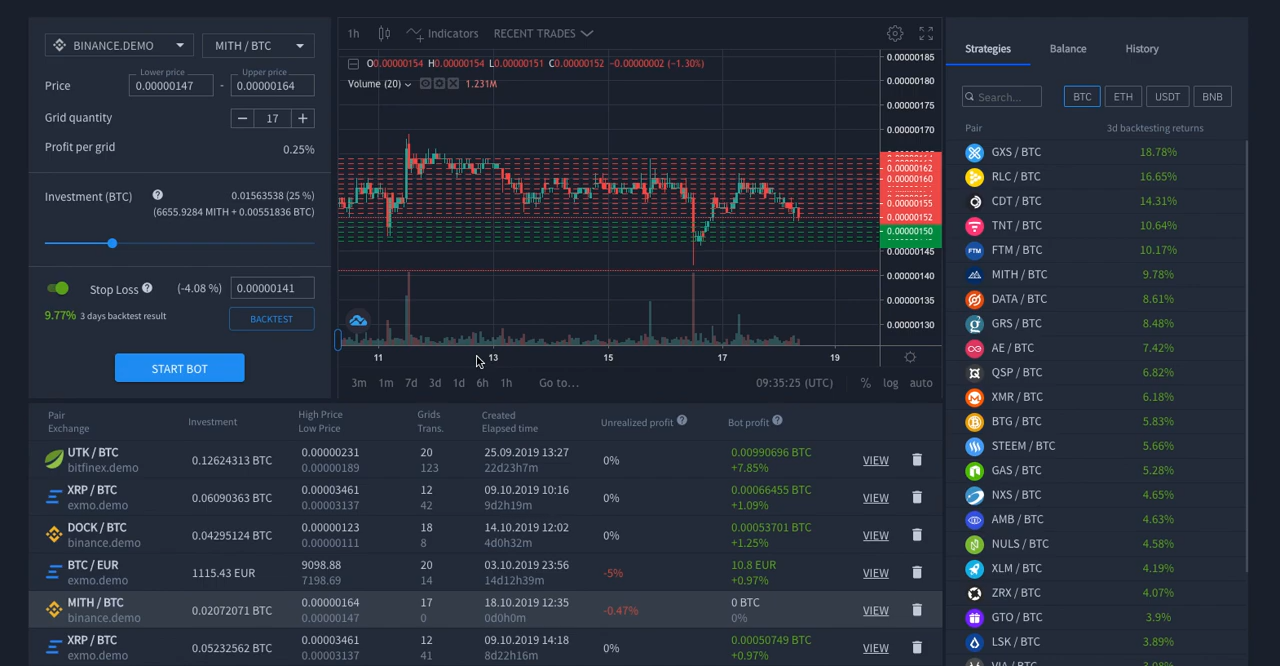 BINANCE.DEMO
MITH / BTC
Lower price
Upper price
Price
0.00000147
-
0.00000164
Grid quantity
17
Profit per grid
0.25%
Investment (BTC)
0.01563538 (25 %)
(6655.9284 MITH + 0.00551836 BTC)
Stop Loss
(-4.08 %)
0.00000141
9.77% 3 days backtest result
BACKTEST
START BOT
1h
Indicators
RECENT TRADES
O0.00000154 H0.00000154 L0.00000151 C0.00000152 −0.00000002 (−1.30%)
Volume (20)
1.231M
0.00000185
0.00000180
0.00000175
0.00000170
0.00000162
0.00000160
0.00000155
0.00000152
0.00000150
0.00000145
0.00000140
0.00000135
0.00000130
11 13 15 17 19
3m 1m 7d 3d 1d 6h 1h Go to...
09:35:25 (UTC)
% log auto
Strategies Balance History
Search...
BTC ETH USDT BNB
Pair 3d backtesting returns
GXS / BTC 18.78%
RLC / BTC 16.65%
CDT / BTC 14.31%
TNT / BTC 10.64%
FTM FTM / BTC 10.17%
MITH / BTC 9.78%
DATA / BTC 8.61%
GRS / BTC 8.48%
AE / BTC 7.42%
QSP / BTC 6.82%
XMR / BTC 6.18%
BTG / BTC 5.83%
STEEM / BTC 5.66%
GAS / BTC 5.28%
NXS / BTC 4.65%
AMB / BTC 4.63%
NULS / BTC 4.58%
XLM / BTC 4.19%
ZRX / BTC 4.07%
GTO / BTC 3.9%
LSK / BTC 3.89%
VIA / BTC
Pair
Exchange
Investment
High Price
Low Price
Grids
Trans.
Created
Elapsed time
Unrealized profit
Bot profit
UTK / BTC
bitfinex.demo
0.12624313 BTC
0.00000231
0.00000189
20
123
25.09.2019 13:27
22d23h7m
0%
0.00990696 BTC
+7.85%
VIEW
XRP / BTC
exmo.demo
0.06090363 BTC
0.00003461
0.00003137
12
42
09.10.2019 10:16
9d2h19m
0%
0.00066455 BTC
+1.09%
VIEW
DOCK / BTC
binance.demo
0.04295124 BTC
0.00000123
0.00000111
18
8
14.10.2019 12:02
4d0h32m
0%
0.00053701 BTC
+1.25%
VIEW
BTC / EUR
exmo.demo
1115.43 EUR
9098.88
7198.69
20
14
03.10.2019 23:56
14d12h39m
-5%
10.8 EUR
+0.97%
VIEW
MITH / BTC
binance.demo
0.02072071 BTC
0.00000164
0.00000147
17
0
18.10.2019 12:35
0d0h0m
-0.47%
0 BTC
0%
VIEW
XRP / BTC
exmo.demo
0.05232562 BTC
0.00003461
0.00003137
12
41
09.10.2019 14:18
8d22h16m
0%
0.00050749 BTC
+0.97%
VIEW